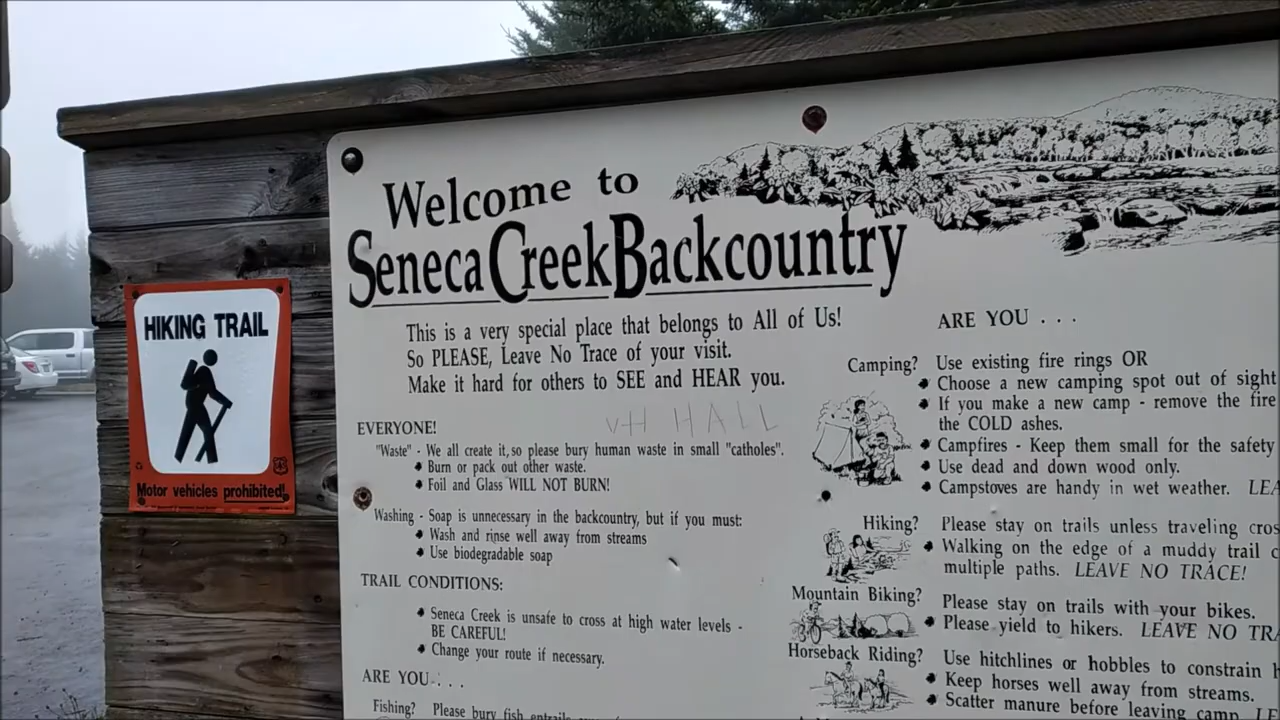 HIKING TRAIL
Motor vehicles prohibited!
Welcome to
Seneca Creek Backcountry
This is a very special place that belongs to All of Us!
So PLEASE, Leave No Trace of your visit.
Make it hard for others to SEE and HEAR you.
HALL
EVERYONE!
"Waste" - We all create it, so please bury human waste in small "catholes".
Burn or pack out other waste.
Foil and Glass WILL NOT BURN!
Washing - Soap is unnecessary in the backcountry, but if you must:
Wash and rinse well away from streams
Use biodegradable soap
TRAIL CONDITIONS:
Seneca Creek is unsafe to cross at high water levels -
BE CAREFUL!
Change your route if necessary.
ARE YOU . . .
Fishing? Please bury fish entrails
ARE YOU . . .
Camping? Use existing fire rings OR
Choose a new camping spot out of sight
If you make a new camp - remove the fire
the COLD ashes.
Campfires - Keep them small for the safety
Use dead and down wood only.
Campstoves are handy in wet weather. LEA
Hiking? Please stay on trails unless traveling cros
Walking on the edge of a muddy trail c
multiple paths. LEAVE NO TRACE!
Mountain Biking? Please stay on trails with your bikes.
Please yield to hikers. LEAVE NO TRA
Horseback Riding? Use hitchlines or hobbles to constrain h
Keep horses well away from streams.
Scatter manure before leaving camp. LE